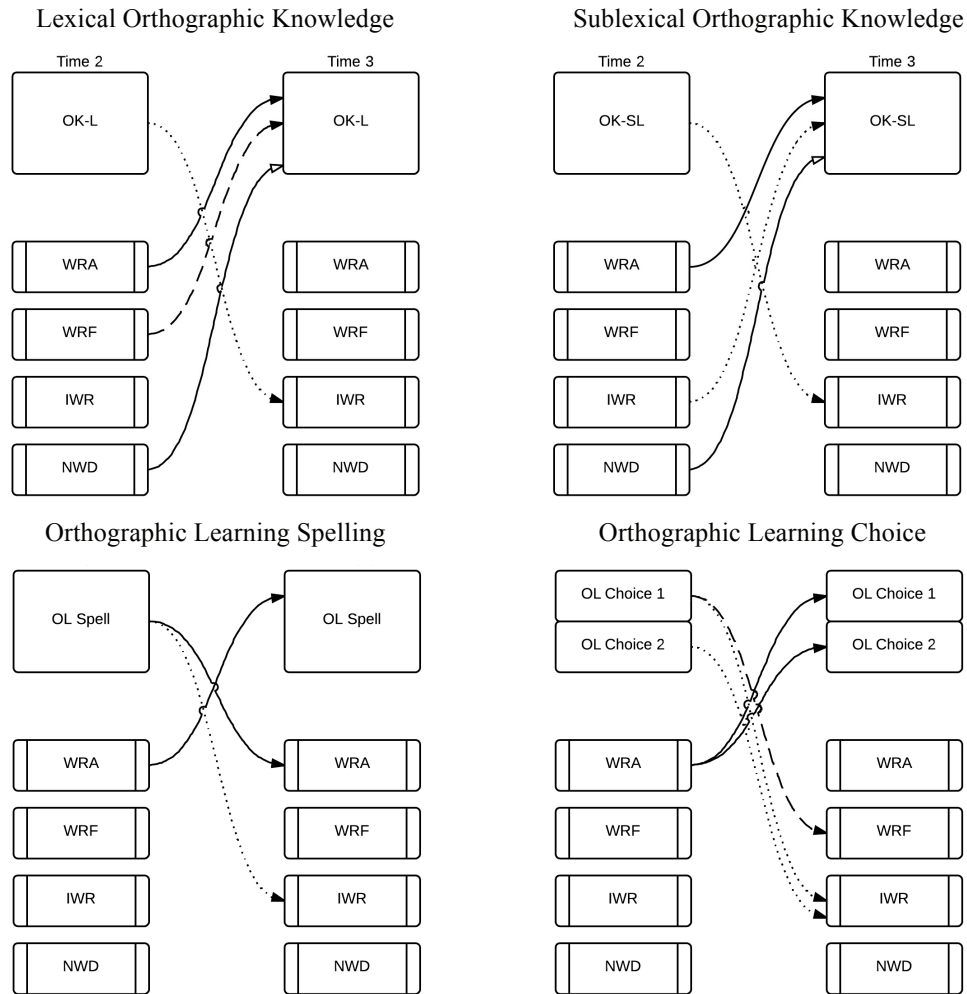 Lexical Orthographic Knowledge
Time 2 Time 3
OK-L OK-L
WRA WRA
WRF WRF
IWR IWR
NWD NWD
Sublexical Orthographic Knowledge
Time 2 Time 3
OK-SL OK-SL
WRA WRA
WRF WRF
IWR IWR
NWD NWD
Orthographic Learning Spelling
OL Spell OL Spell
WRA WRA
WRF WRF
IWR IWR
NWD NWD
Orthographic Learning Choice
OL Choice 1 OL Choice 1
OL Choice 2 OL Choice 2
WRA WRA
WRF WRF
IWR IWR
NWD NWD